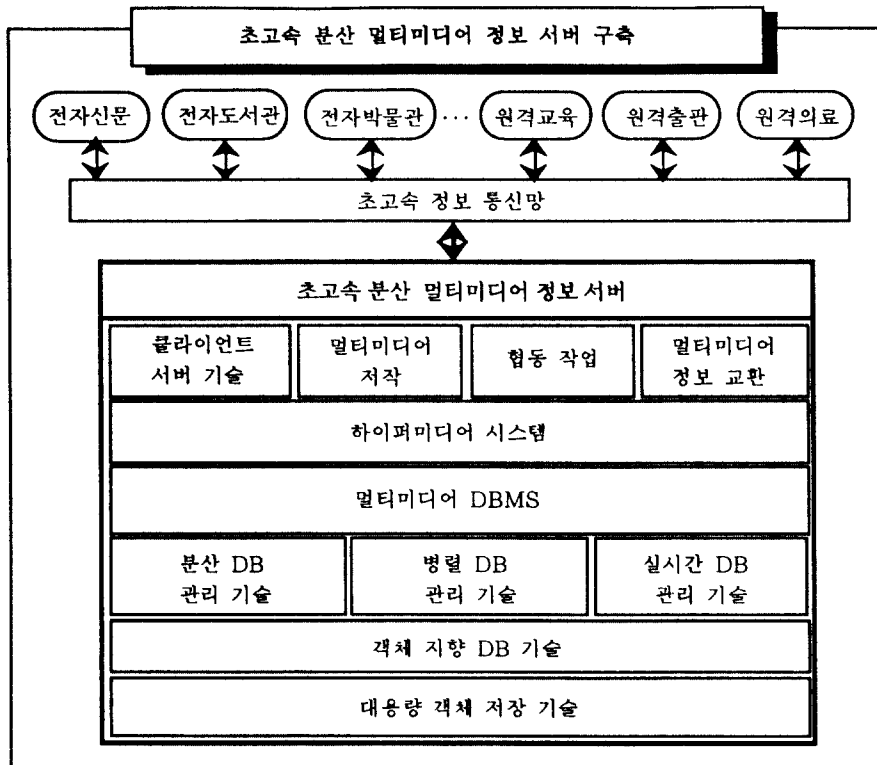 초고속 분산 멀티미디어 정보 서버 구축
전자신문 전자도서관 전자박물관 ··· 원격교육 원격출판 원격의료
초고속 정보 통신망
초고속 분산 멀티미디어 정보 서버
클라이언트
서버 기술
멀티미디어
저작
협동 작업
멀티미디어
정보 교환
하이퍼미디어 시스템
멀티미디어 DBMS
분산 DB
관리 기술
병렬 DB
관리 기술
실시간 DB
관리 기술
객체 지향 DB 기술
대용량 객체 저장 기술